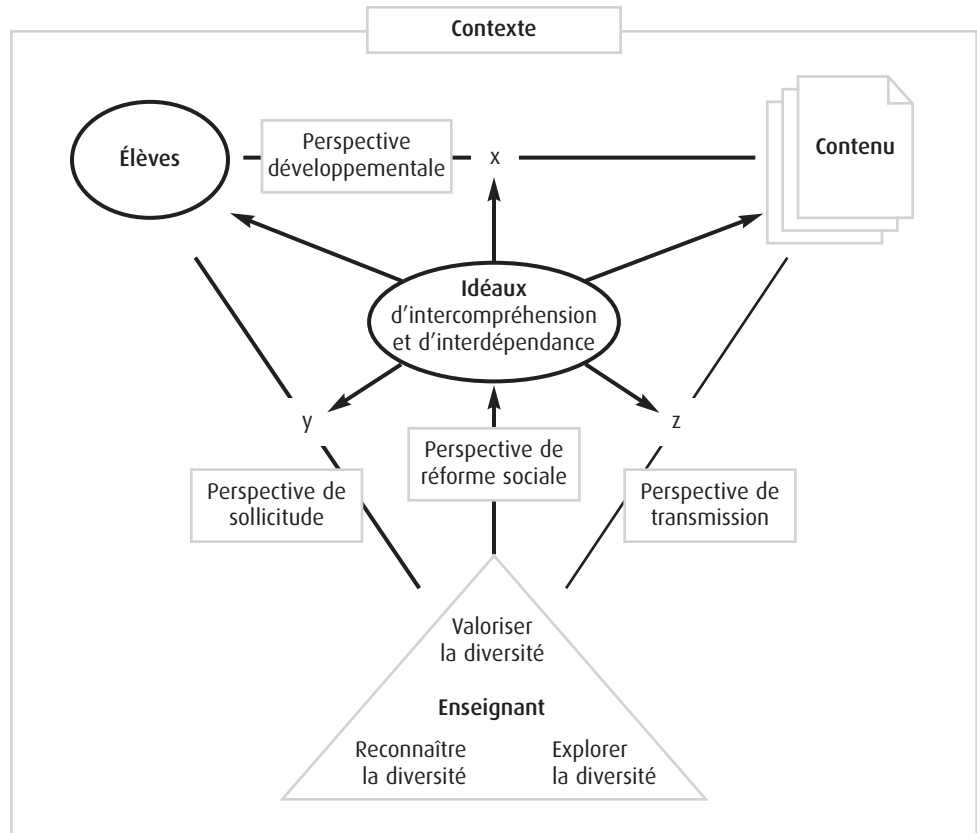 Contexte
Élèves
Perspective
développementale
x
Contenu
Idéaux
d'intercompréhension
et d'interdépendance
y
z
Perspective de
sollicitude
Perspective de
réforme sociale
Perspective de
transmission
Valoriser
la diversité
Enseignant
Reconnaître
la diversité
Explorer
la diversité